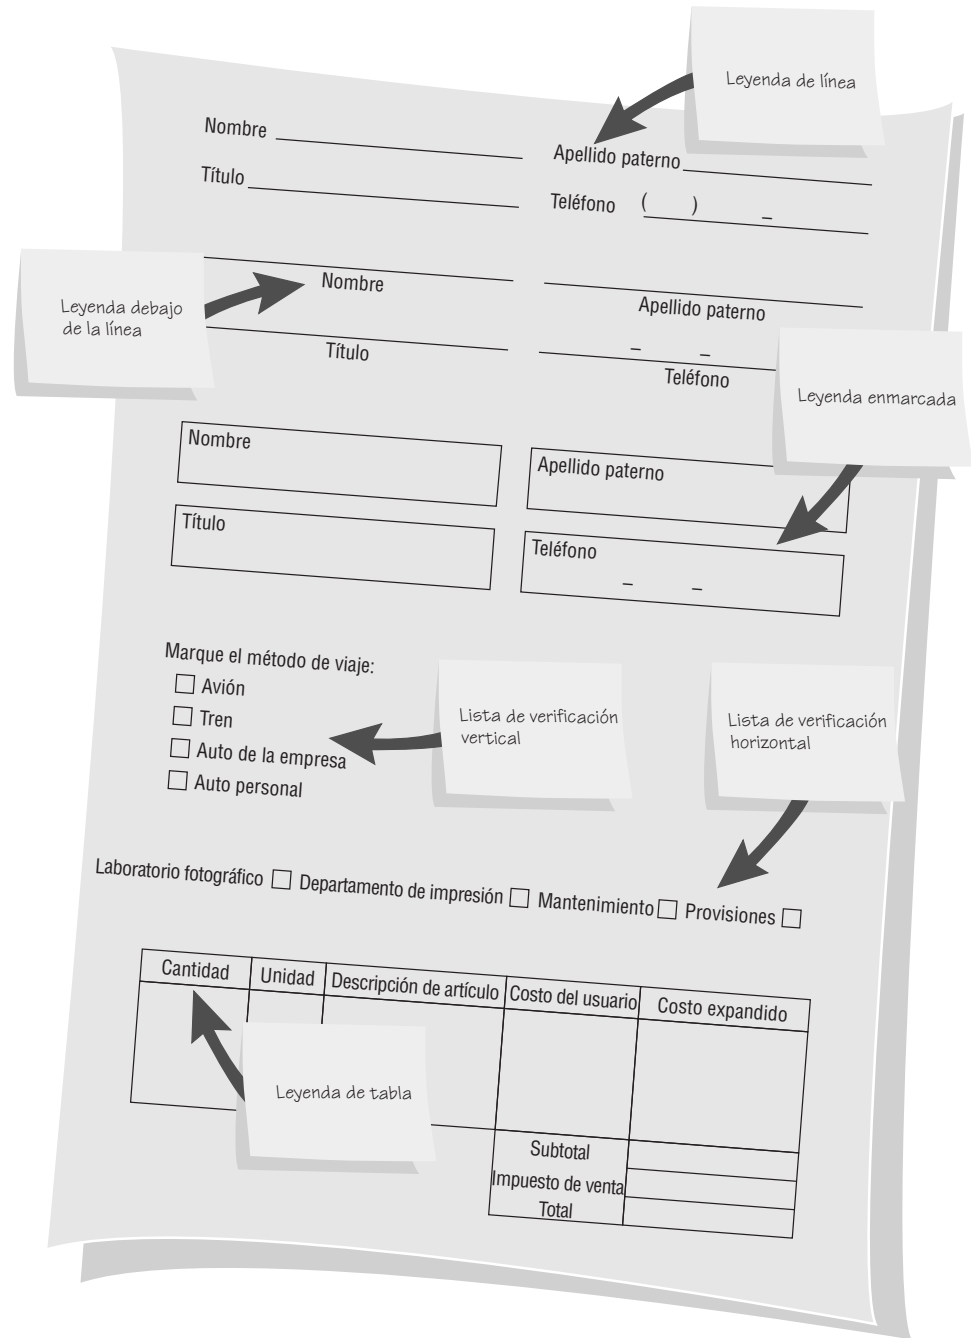 Leyenda de línea
Nombre
Apellido paterno
Título
Teléfono ( ) –
Leyenda debajo
de la línea
Nombre
Apellido paterno
– –
Título
Teléfono
Leyenda enmarcada
Nombre
Apellido paterno
Título
Teléfono
– –
Marque el método de viaje:
Avión
Tren
Auto de la empresa
Auto personal
Lista de verificación
vertical
Lista de verificación
horizontal
Laboratorio fotográfico Departamento de impresión Mantenimiento Provisiones
Cantidad Unidad Descripción de artículo Costo del usuario Costo expandido
Leyenda de tabla
Subtotal
Impuesto de venta
Total